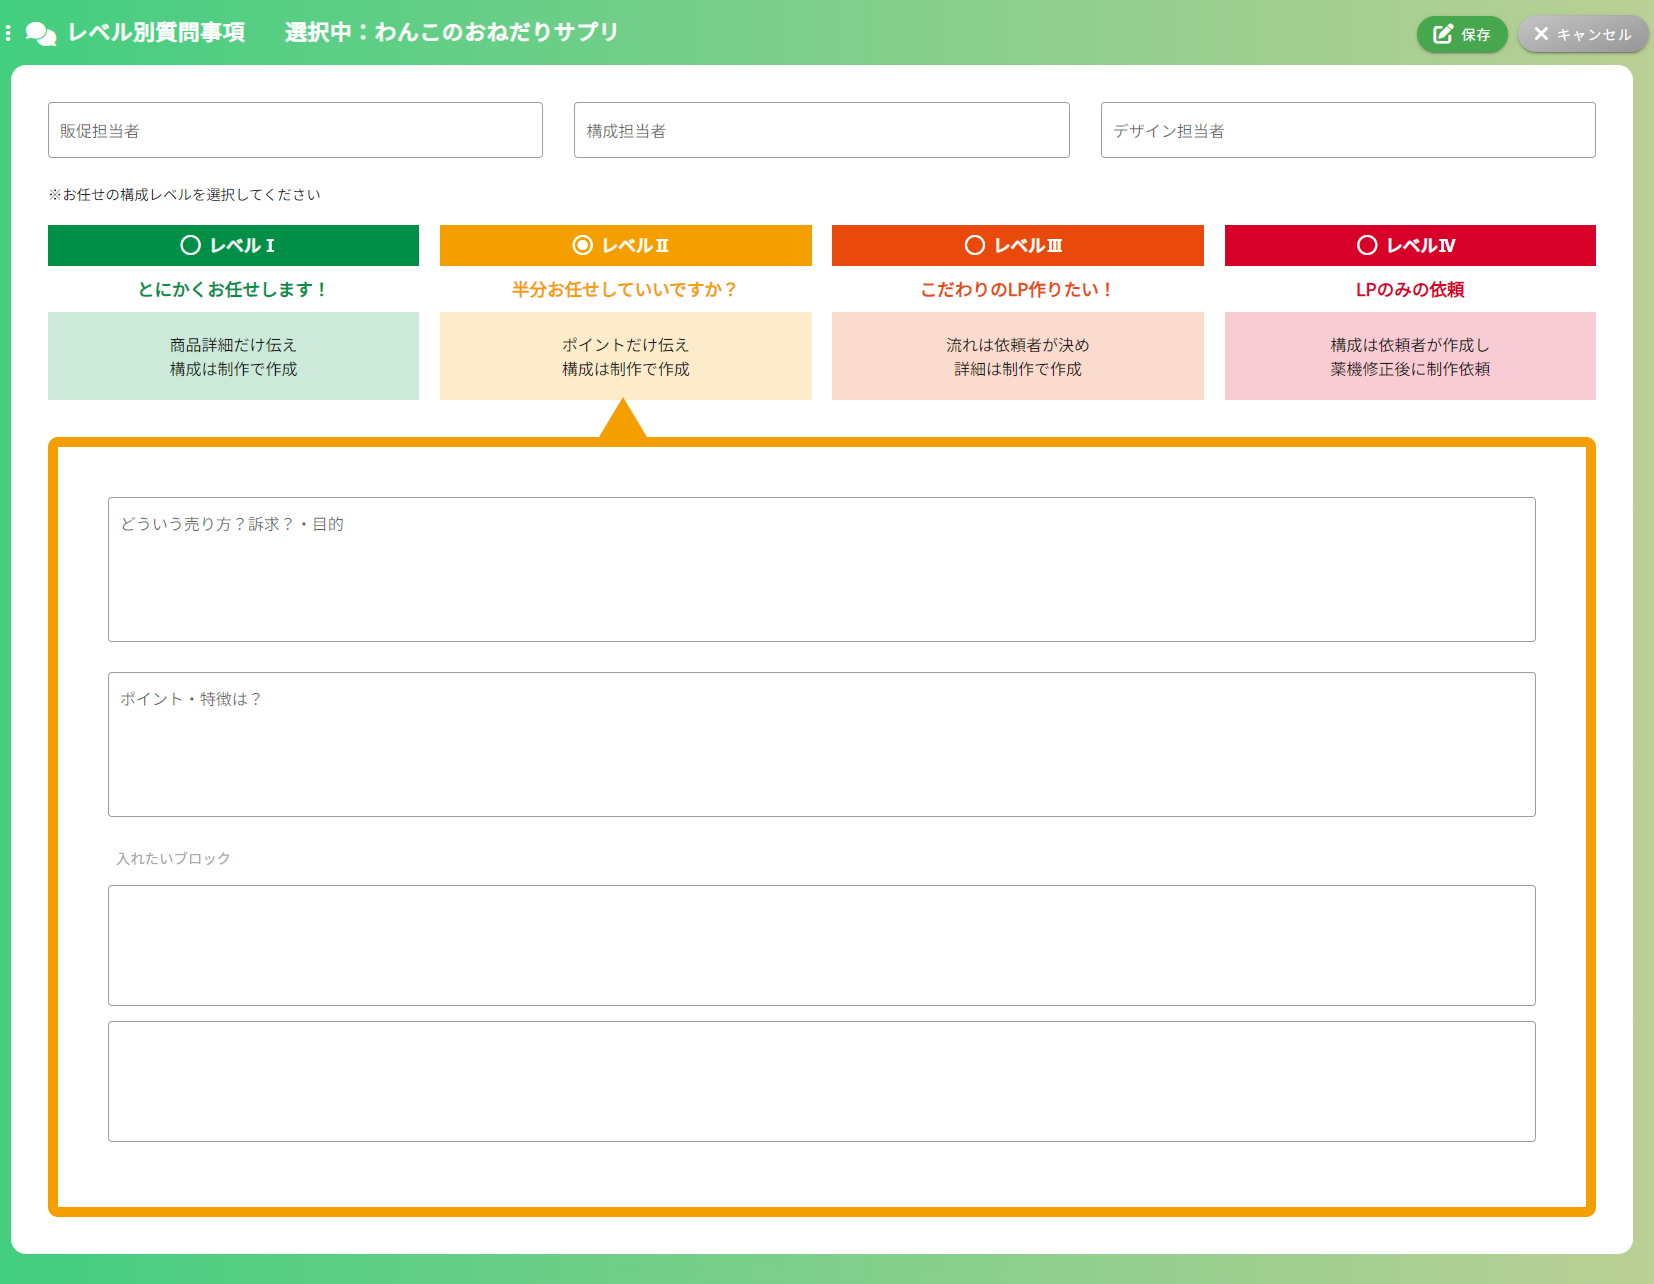 レベル別質問事項　選択中：わんこのおねだりサプリ
保存
キャンセル
販促担当者
構成担当者
デザイン担当者
※お任せの構成レベルを選択してください
レベルⅠ
レベルⅡ
レベルⅢ
レベルⅣ
とにかくお任せします！
半分お任せしていいですか？
こだわりのLP作りたい！
LPのみの依頼
商品詳細だけ伝え
構成は制作で作成
ポイントだけ伝え
構成は制作で作成
流れは依頼者が決め
詳細は制作で作成
構成は依頼者が作成し
薬機修正後に制作依頼
どういう売り方？訴求？・目的
ポイント・特徴は？
入れたいブロック